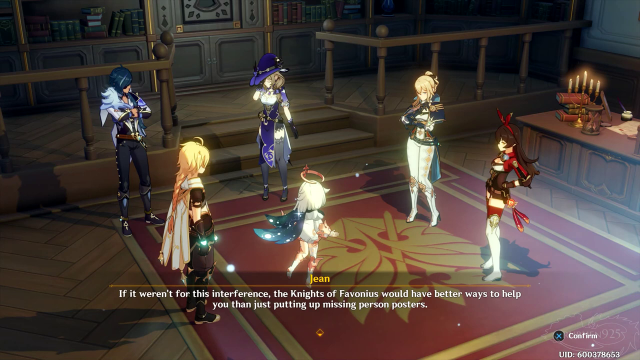 Jean
If it weren't for this interference, the Knights of Favonius would have better ways to help
you than just putting up missing person posters.
Confirm
UID: 600378653